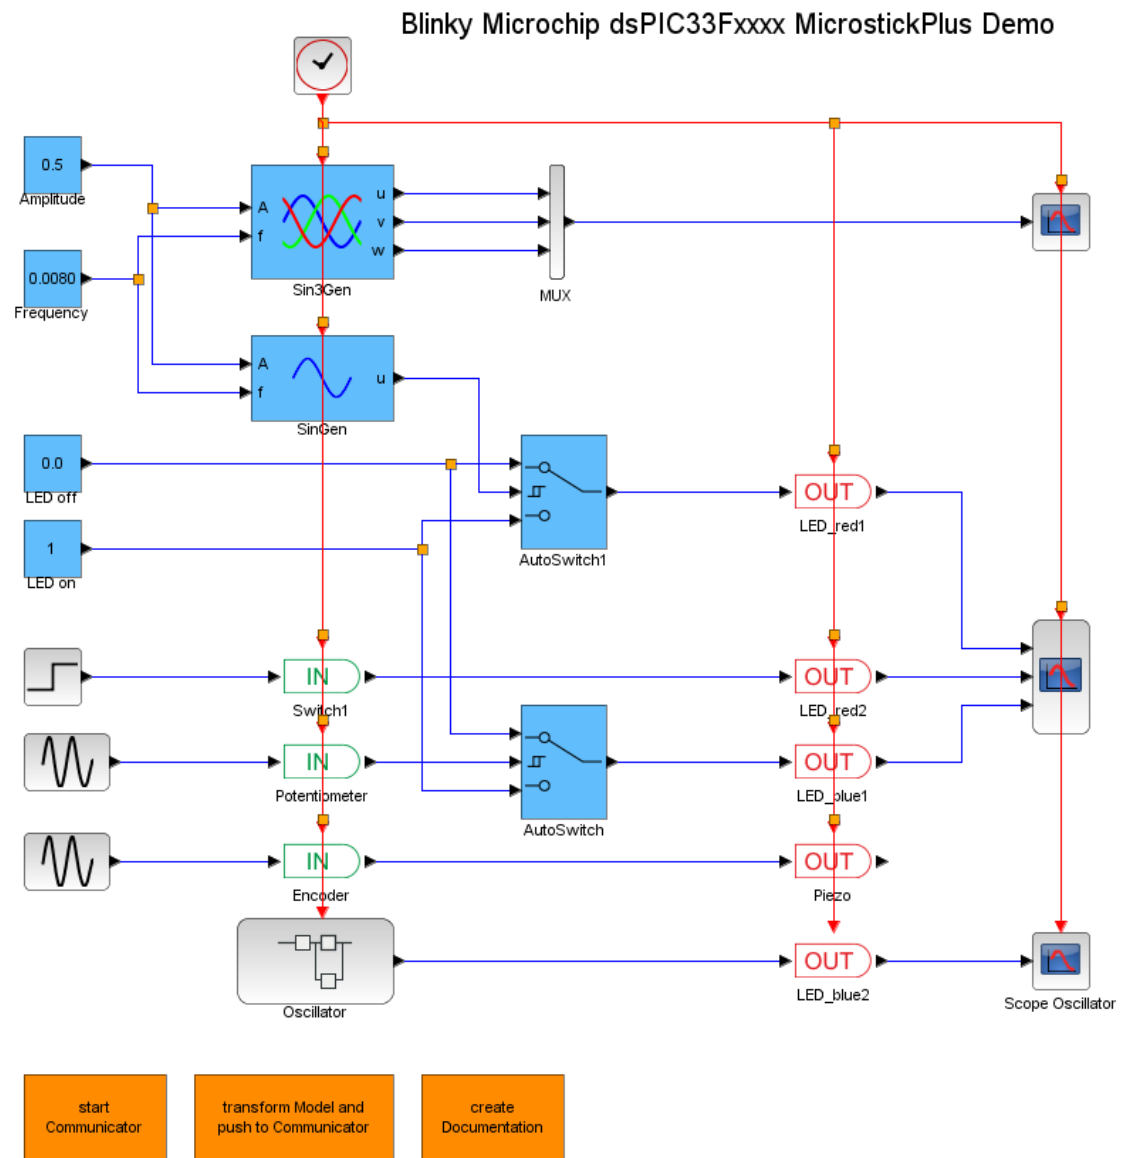 Blinky Microchip dsPIC33Fxxxx MicrostickPlus Demo
0.5
Amplitude
A
f
u
v
w
Sin3Gen
MUX
0.0080
Frequency
A
f
u
SinGen
0.0
LED off
1
LED on
AutoSwitch1
OUT
LED_red1
IN
Switch1
OUT
LED_red2
IN
Potentiometer
AutoSwitch
OUT
LED_blue1
IN
Encoder
OUT
Piezo
Oscillator
OUT
LED_blue2
Scope Oscillator
start
Communicator
transform Model and
push to Communicator
create
Documentation